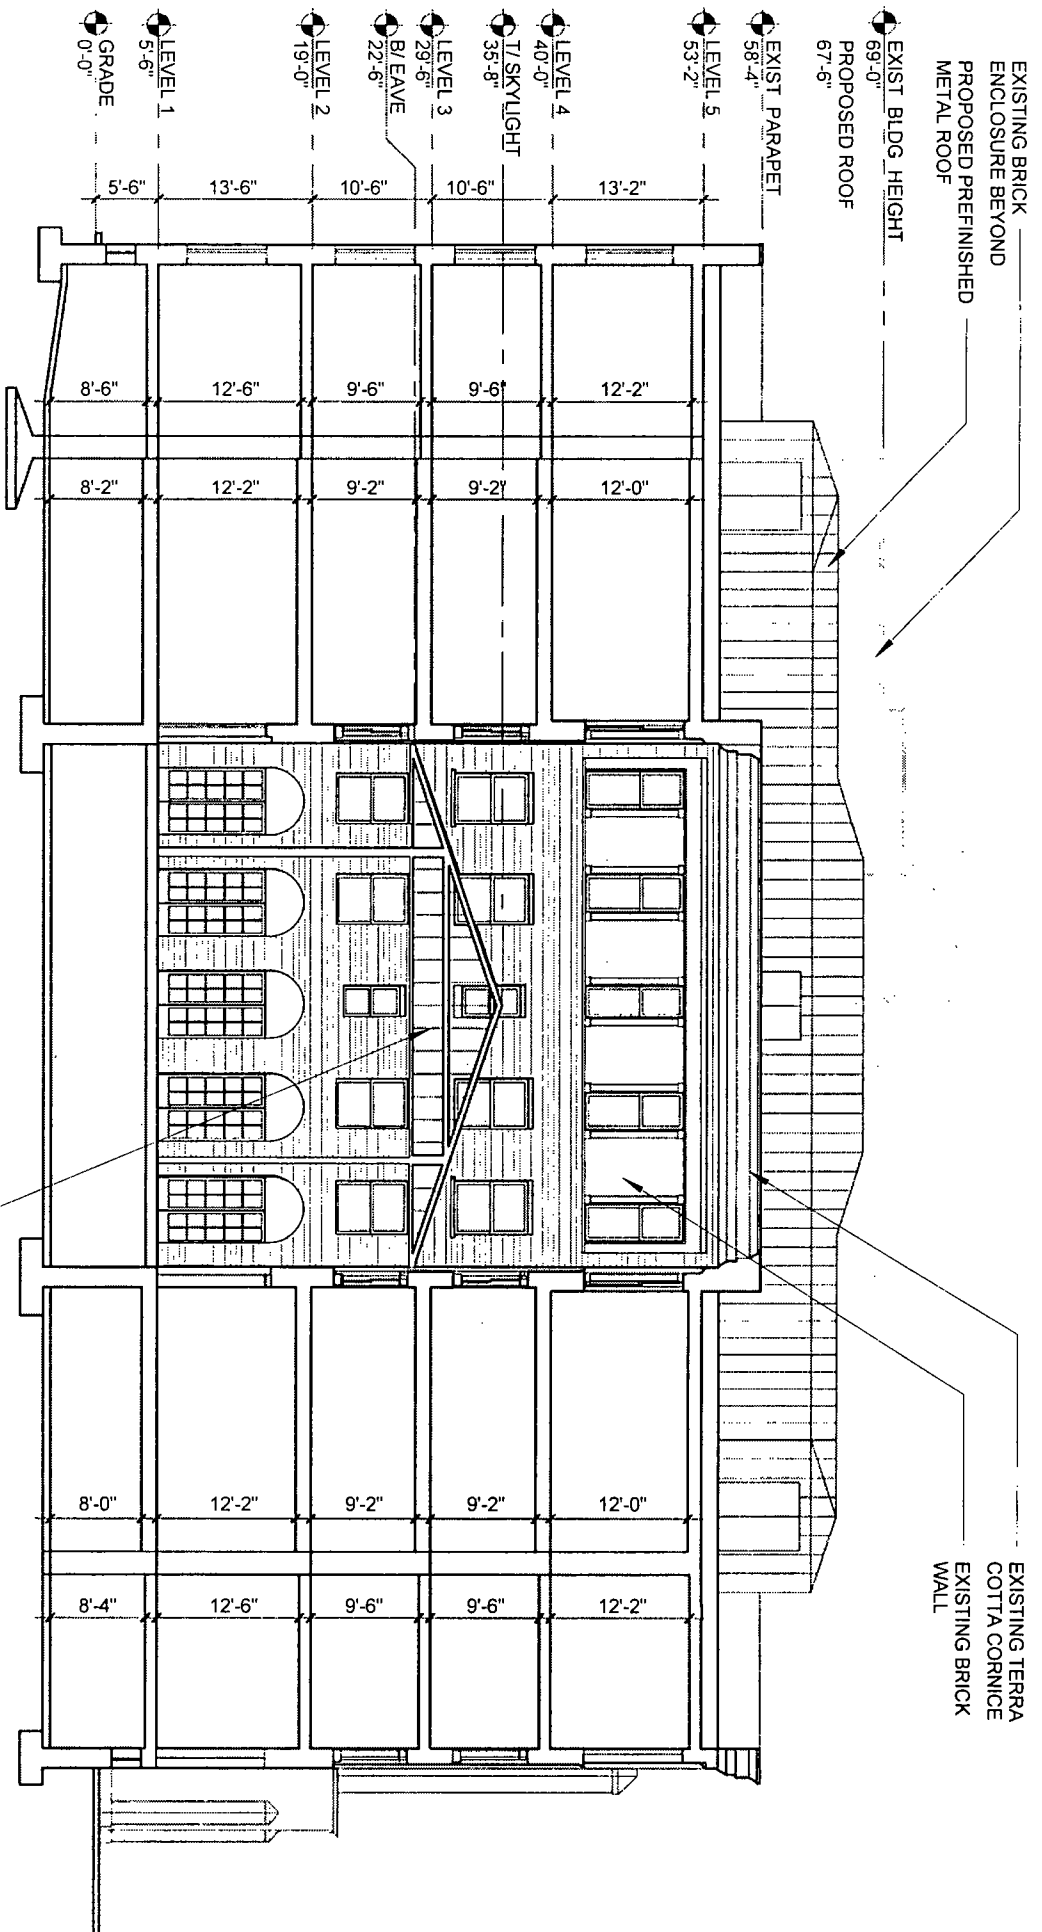 EXISTING BRICK
ENCLOSURE BEYOND
PROPOSED PREFINISHED
METAL ROOF
EXIST BLDG HEIGHT
69'-0"
PROPOSED ROOF
67'-6"
EXIST PARAPET
58'-4"
LEVEL 5
53'-2"
LEVEL 4
40'-0"
T/ SKYLIGHT
35'-8"
LEVEL 3
29'-6"
B/ EAVE
22'-6"
LEVEL 2
19'-0"
LEVEL 1
5'-6"
GRADE
0'-0"
5'-6"
13'-6"
10'-6"
10'-6"
13'-2"
8'-6"
12'-6"
9'-6"
9'-6"
12'-2"
8'-2"
12'-2"
9'-2"
9'-2"
12'-0"
8'-0"
12'-2"
9'-2"
9'-2"
12'-0"
8'-4"
12'-6"
9'-6"
9'-6"
12'-2"
EXISTING TERRA
COTTA CORNICE
EXISTING BRICK
WALL